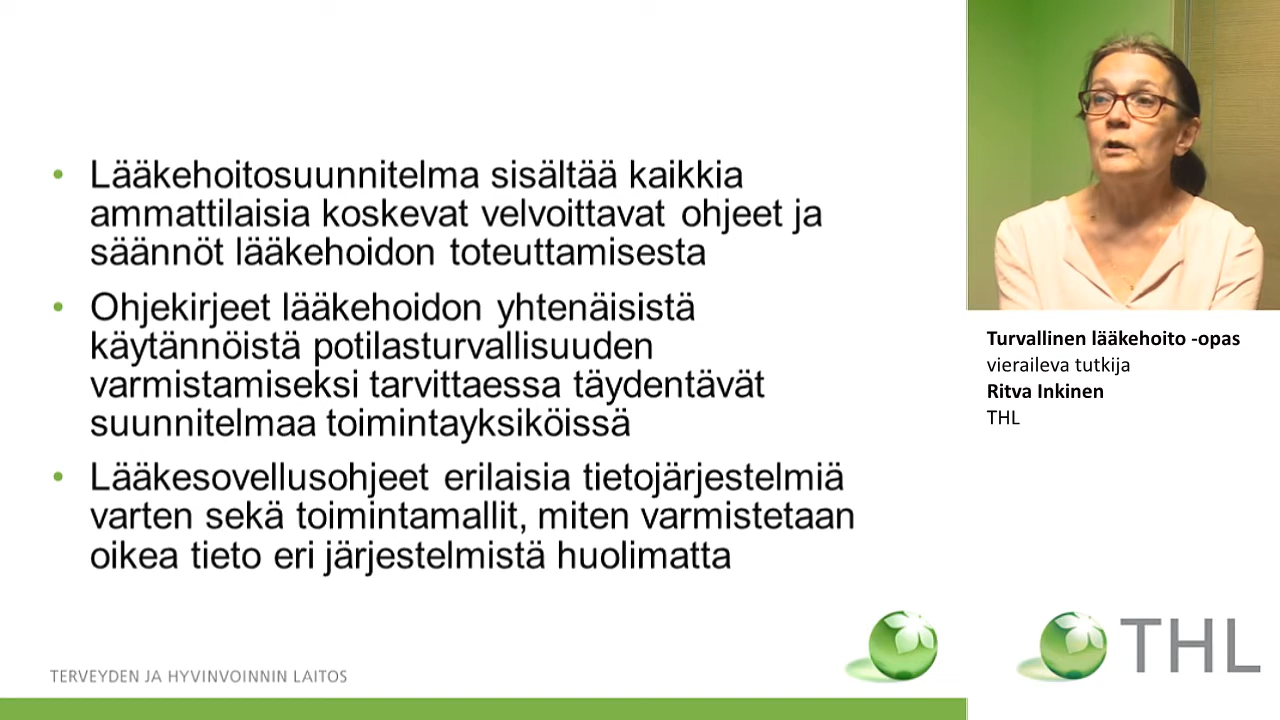 • Lääkehoitosuunnitelma sisältää kaikkia
ammattilaisia koskevat velvoittavat ohjeet ja
säännöt lääkehoidon toteuttamisesta
• Ohjekirjeet lääkehoidon yhtenäisistä
käytännöistä potilasturvallisuuden
varmistamiseksi tarvittaessa täydentävät
suunnitelmaa toimintayksiköissä
• Lääkesovellusohjeet erilaisia tietojärjestelmiä
varten sekä toimintamallit, miten varmistetaan
oikea tieto eri järjestelmistä huolimatta
TERVEYDEN JA HYVINVOINNIN LAITOS
Turvallinen lääkehoito -opas
vieraileva tutkija
Ritva Inkinen
THL
THL